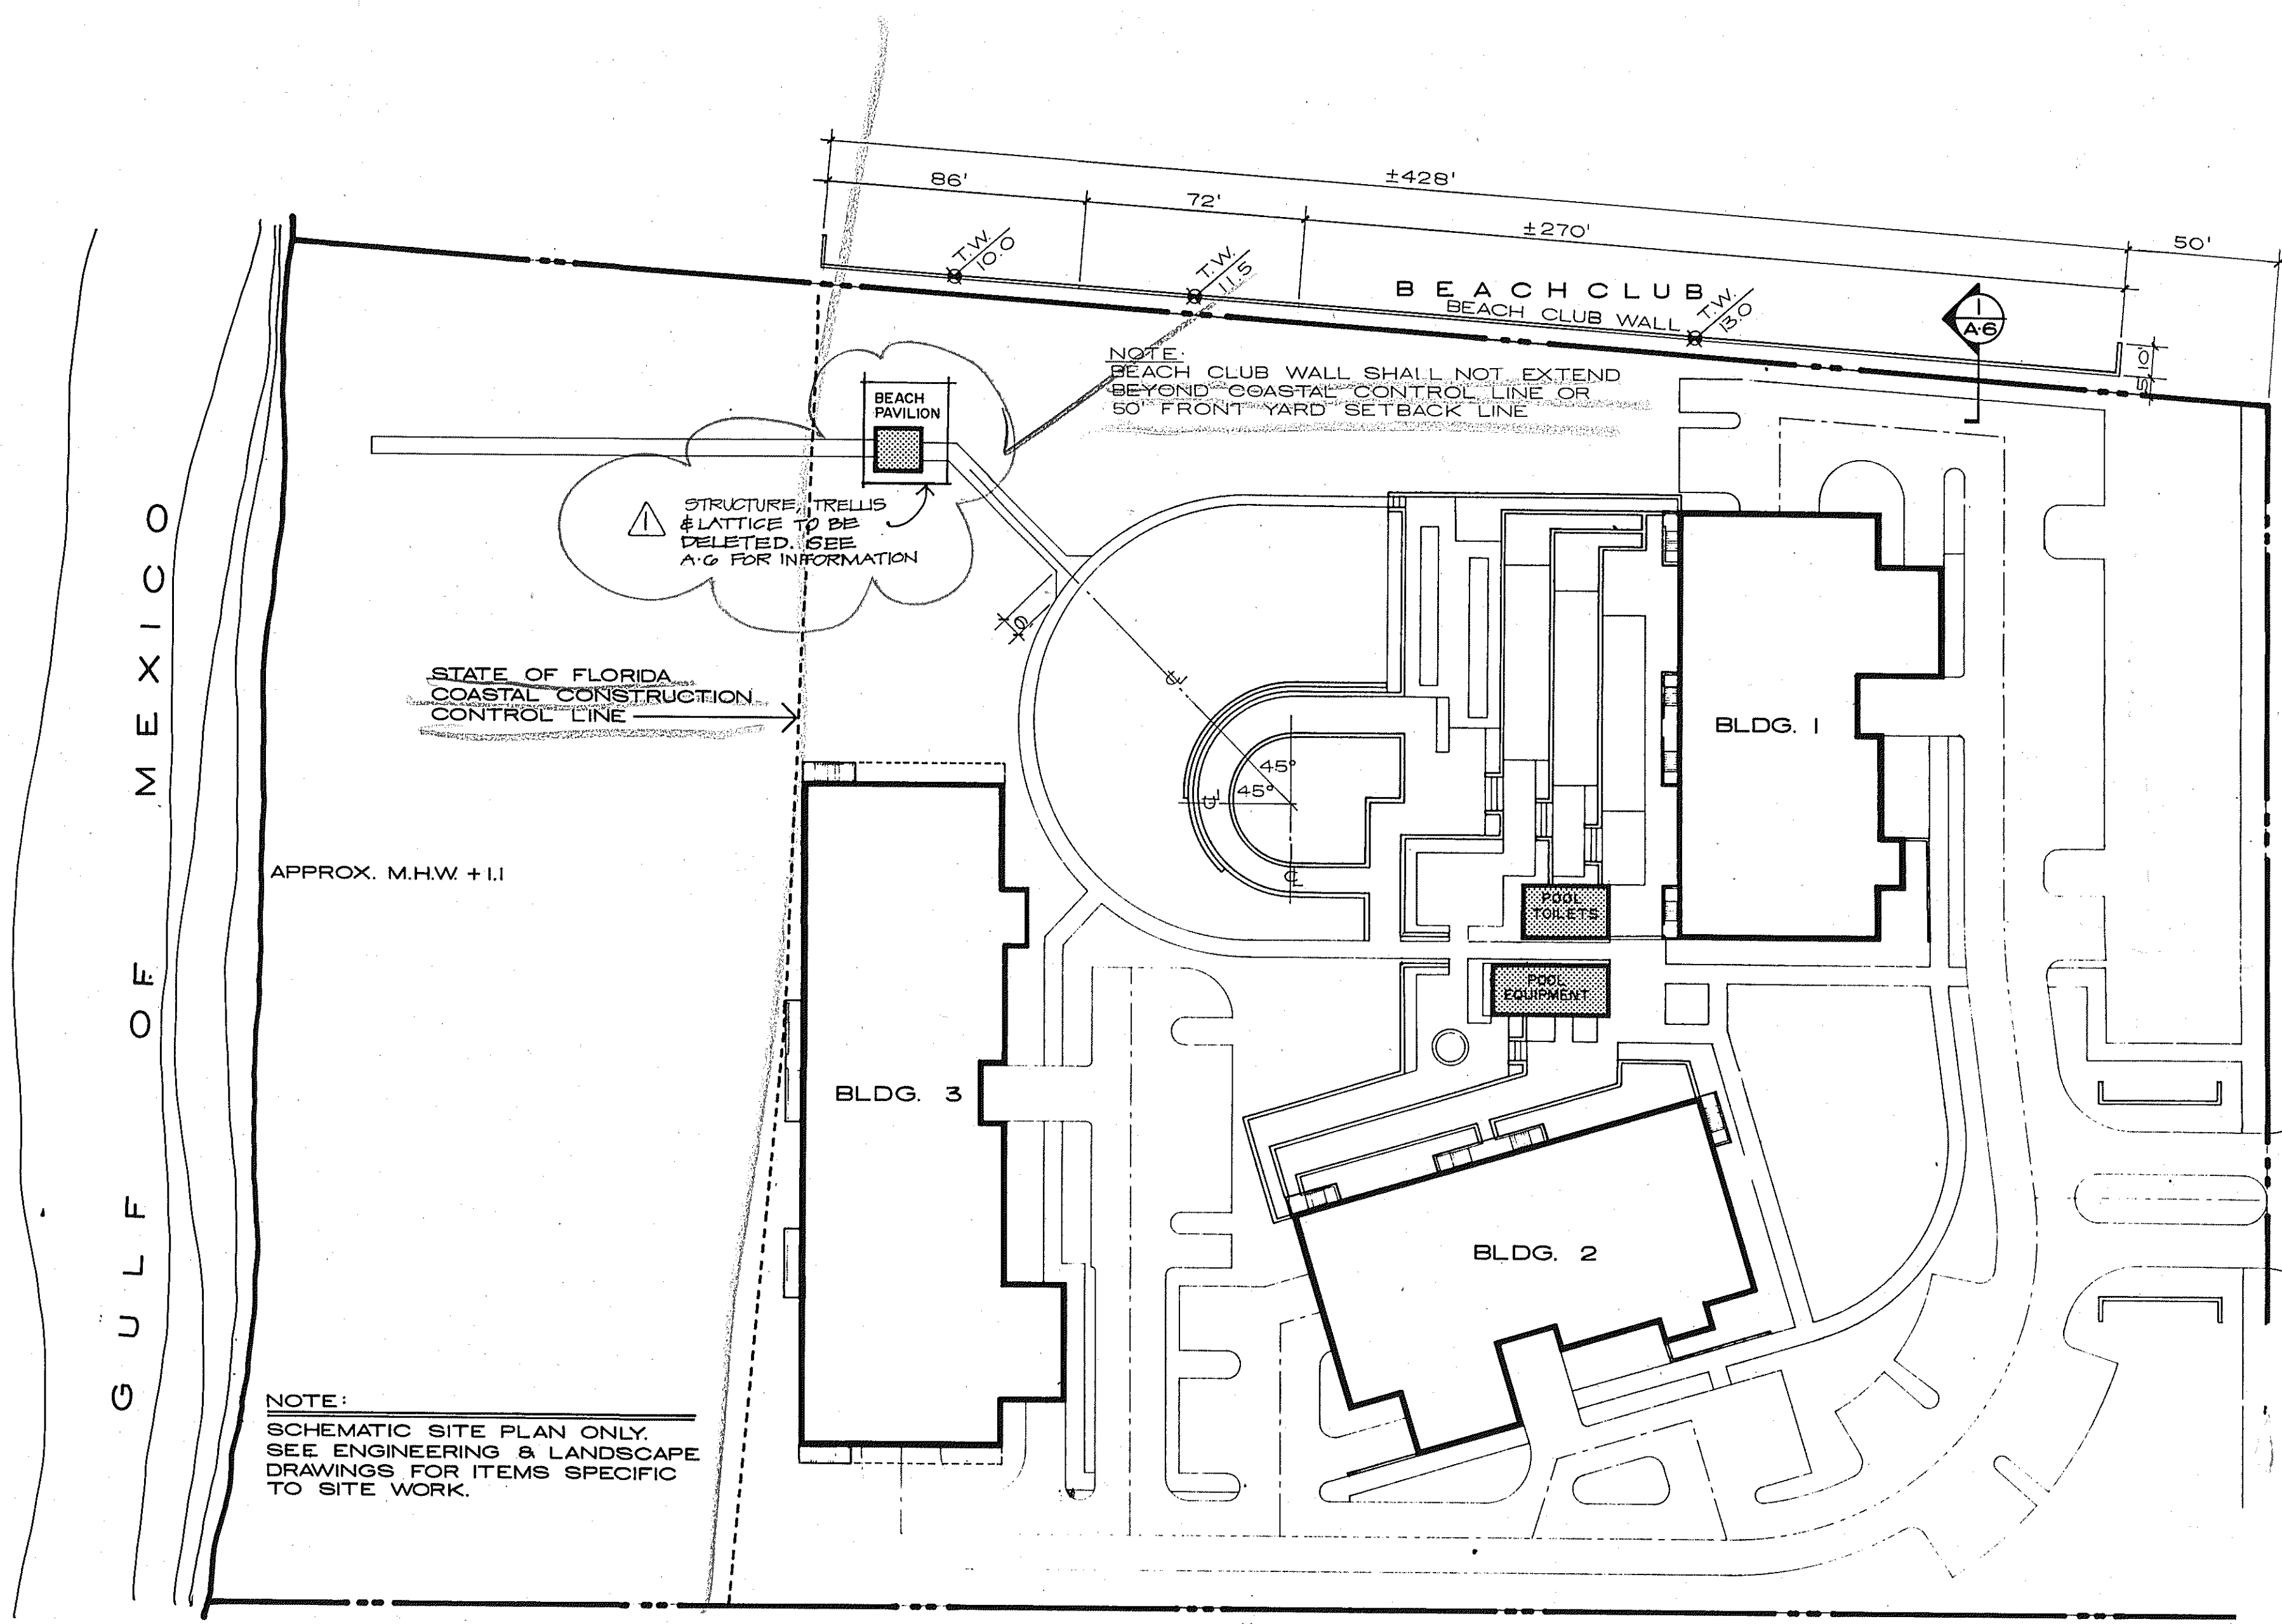 ±428'
86'
72'
±270'
50'
T.W.
10.0
T.W.
11.5
BEACHCLUB
BEACH CLUB WALL
T.W.
13.0
1
A·6
10'
5'
NOTE:
BEACH CLUB WALL SHALL NOT EXTEND
BEYOND COASTAL CONTROL LINE OR
50' FRONT YARD SETBACK LINE
BEACH
PAVILION
1
STRUCTURE, TRELLIS
& LATTICE TO BE
DELETED. SEE
A·6 FOR INFORMATION
6'
STATE OF FLORIDA
COASTAL CONSTRUCTION
CONTROL LINE
GULF OF MEXICO
APPROX. M.H.W. +1.1
℄
45°
45°
℄
℄
BLDG. 1
POOL
TOILETS
POOL
EQUIPMENT
BLDG. 3
BLDG. 2
NOTE:
SCHEMATIC SITE PLAN ONLY.
SEE ENGINEERING & LANDSCAPE
DRAWINGS FOR ITEMS SPECIFIC
TO SITE WORK.